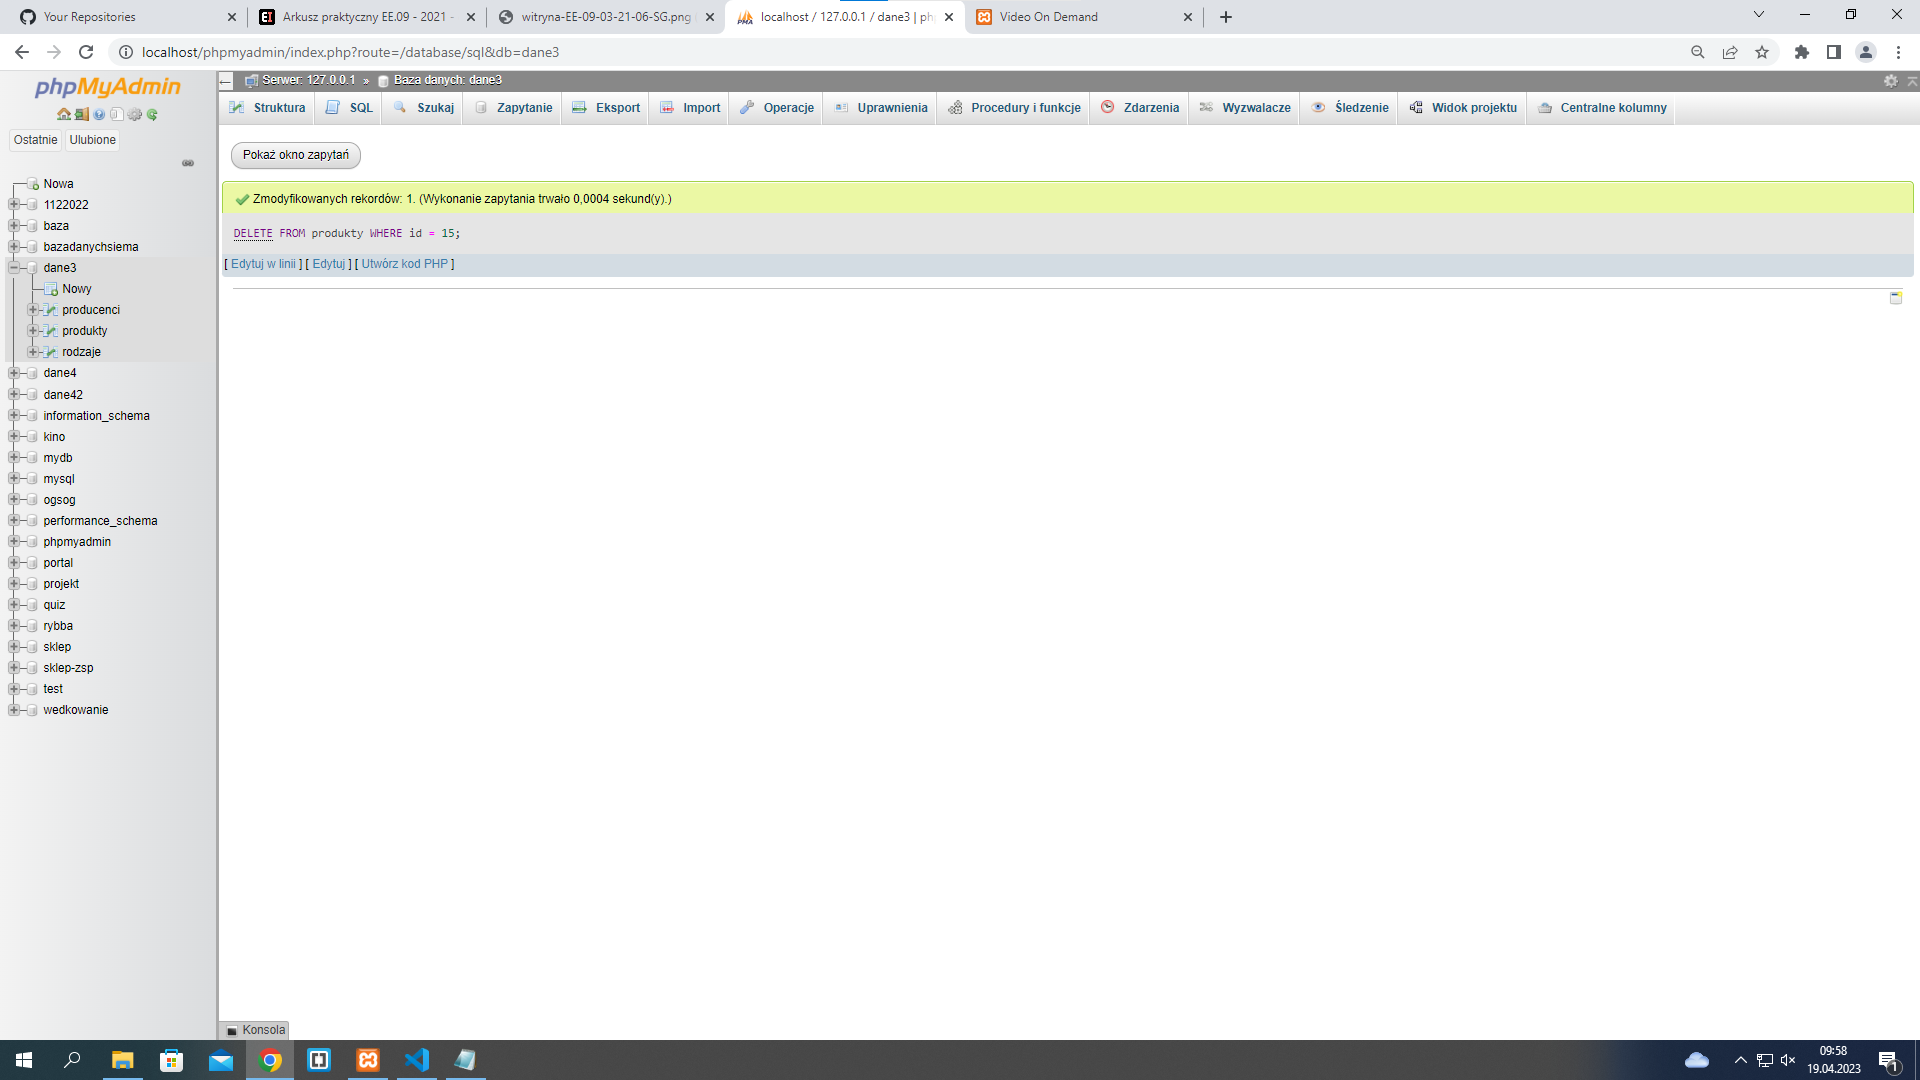 Your Repositories
Arkusz praktyczny EE.09 - 2021 -
witryna-EE-09-03-21-06-SG.png
localhost / 127.0.0.1 / dane3 | ph
Video On Demand
localhost/phpmyadmin/index.php?route=/database/sql&db=dane3
phpMyAdmin
Ostatnie
Ulubione
Nowa
1122022
baza
bazadanychsiema
dane3
Nowy
producenci
produkty
rodzaje
dane4
dane42
information_schema
kino
mydb
mysql
ogsog
performance_schema
phpmyadmin
portal
projekt
quiz
rybba
sklep
sklep-zsp
test
wedkowanie
Serwer: 127.0.0.1 » Baza danych: dane3
Struktura
SQL
Szukaj
Zapytanie
Eksport
Import
Operacje
Uprawnienia
Procedury i funkcje
Zdarzenia
Wyzwalacze
Śledzenie
Widok projektu
Centralne kolumny
Pokaż okno zapytań
Zmodyfikowanych rekordów: 1. (Wykonanie zapytania trwało 0,0004 sekund(y).)
DELETE FROM produkty WHERE id = 15;
[ Edytuj w linii ] [ Edytuj ] [ Utwórz kod PHP ]
Konsola
09:58
19.04.2023
1